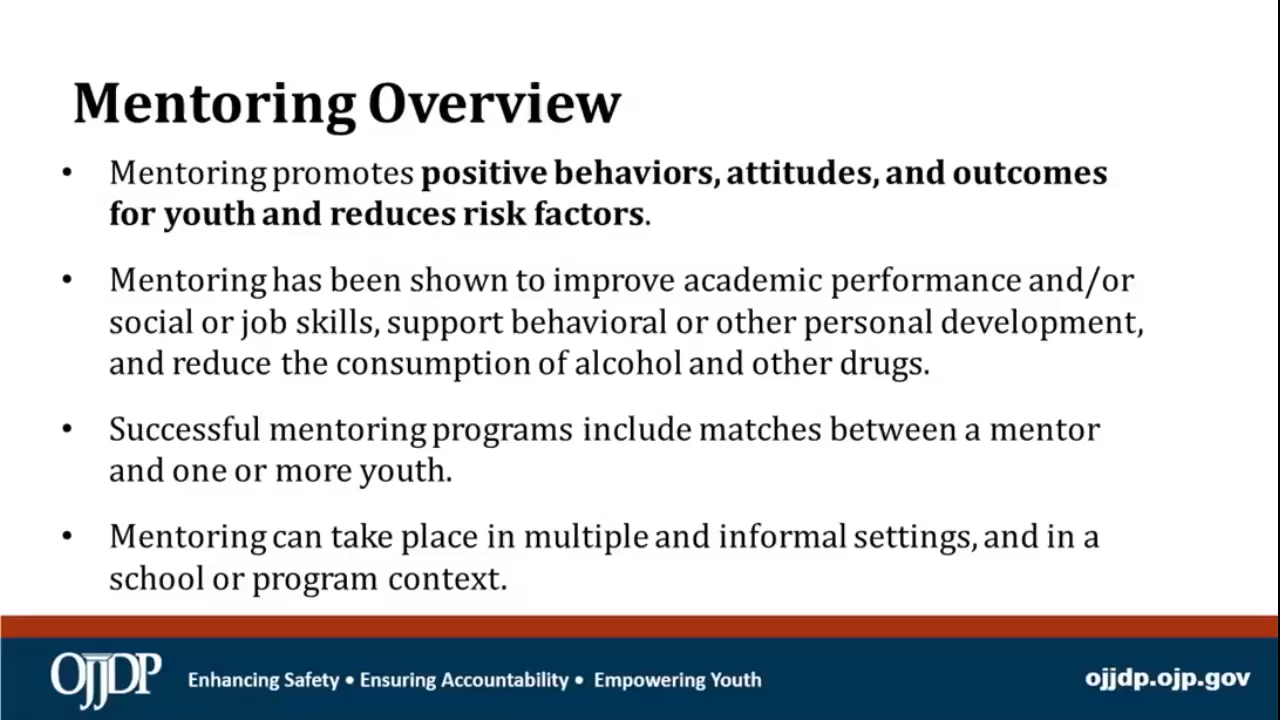 Mentoring Overview
• Mentoring promotes positive behaviors, attitudes, and outcomes
for youth and reduces risk factors.
• Mentoring has been shown to improve academic performance and/or
social or job skills, support behavioral or other personal development,
and reduce the consumption of alcohol and other drugs.
• Successful mentoring programs include matches between a mentor
and one or more youth.
• Mentoring can take place in multiple and informal settings, and in a
school or program context.
OJJDP Enhancing Safety • Ensuring Accountability • Empowering Youth ojjdp.ojp.gov